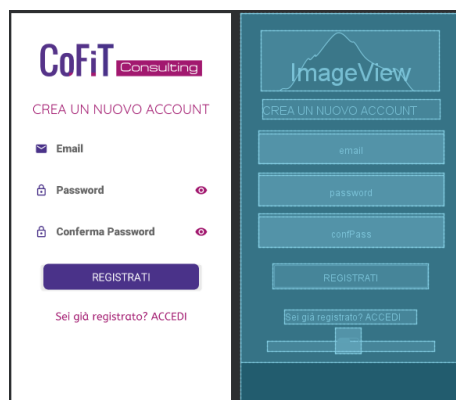 CoFiT Consulting
CREA UN NUOVO ACCOUNT
Email
Password
Conferma Password
REGISTRATI
Sei già registrato? ACCEDI
ImageView
CREA UN NUOVO ACCOUNT
email
password
confPass
REGISTRATI
Sei già registrato? ACCEDI